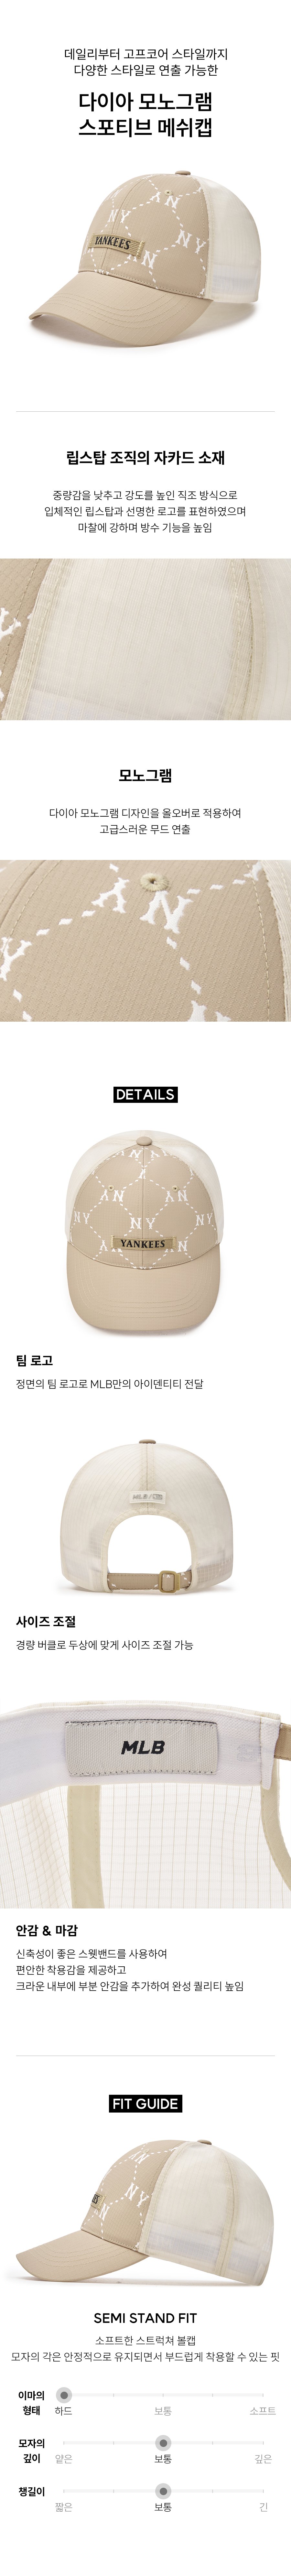 데일리부터 고프코어 스타일까지
다양한 스타일로 연출 가능한
다이아 모노그램
스포티브 메쉬캡
NY
NY
NY
YANKEES
립스탑 조직의 자카드 소재
중량감을 낮추고 강도를 높인 직조 방식으로
입체적인 립스탑과 선명한 로고를 표현하였으며
마찰에 강하며 방수 기능을 높임
모노그램
다이아 모노그램 디자인을 올오버로 적용하여
고급스러운 무드 연출
DETAILS
NY
NY
NY
YANKEES
팀 로고
정면의 팀 로고로 MLB만의 아이덴티티 전달
MLB
사이즈 조절
경량 버클로 두상에 맞게 사이즈 조절 가능
MLB
안감 & 마감
신축성이 좋은 스웻밴드를 사용하여
편안한 착용감을 제공하고
크라운 내부에 부분 안감을 추가하여 완성 퀄리티 높임
FIT GUIDE
NY
SEMI STAND FIT
소프트한 스트럭쳐 볼캡
모자의 각은 안정적으로 유지되면서 부드럽게 착용할 수 있는 핏
이마의 형태
하드 보통 소프트
모자의 깊이
얕은 보통 깊은
챙길이
짧은 보통 긴